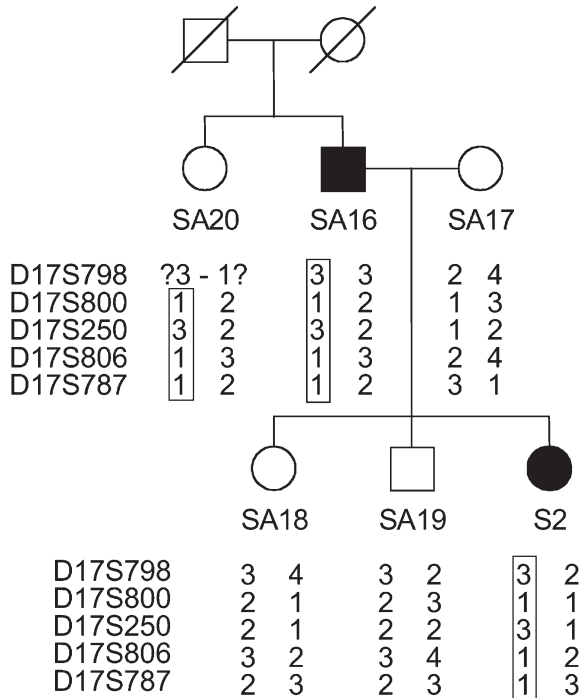 SA20 SA16 SA17
D17S798 ?3 - 1? 3 3 2 4
D17S800 1 2 1 2 1 3
D17S250 3 2 3 2 1 2
D17S806 1 3 1 3 2 4
D17S787 1 2 1 2 3 1
SA18 SA19 S2
D17S798 3 4 3 2 3 2
D17S800 2 1 2 3 1 1
D17S250 2 1 2 2 3 1
D17S806 3 2 3 4 1 2
D17S787 2 3 2 3 1 3